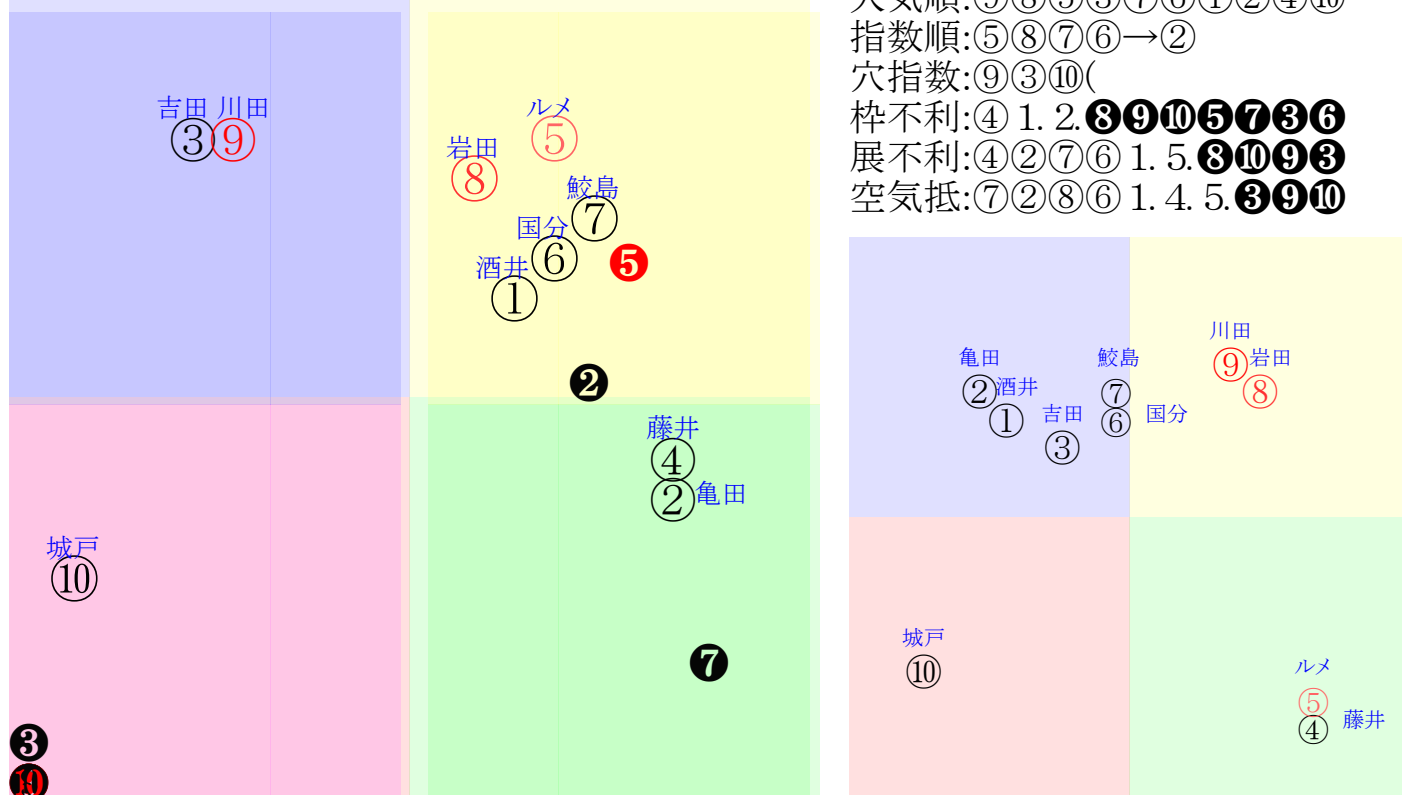 穴気順:⑨⑧⑤③⑦⑥①②④⑩
指数順:⑤⑧⑦⑥→②
穴指数:⑨③⑩(
枠不利:④ 1. 2.❽❾❿❺❼❸❻
展不利:④②⑦⑥ 1. 5.❽❿❾❸
空気抵:⑦②⑧⑥ 1. 4. 5.❸❾❿
吉田 川田
③⑨
ルメ
⑤
岩田
⑧
鮫島
⑦
国分
⑥
❺
酒井
①
❷
藤井
④
②亀田
城戸
⑩
❼
❸
川田
⑨岩田
⑧
亀田
②酒井
①
鮫島
⑦
⑥ 国分
吉田
③
城戸
⑩
ルメ
⑤
④ 藤井